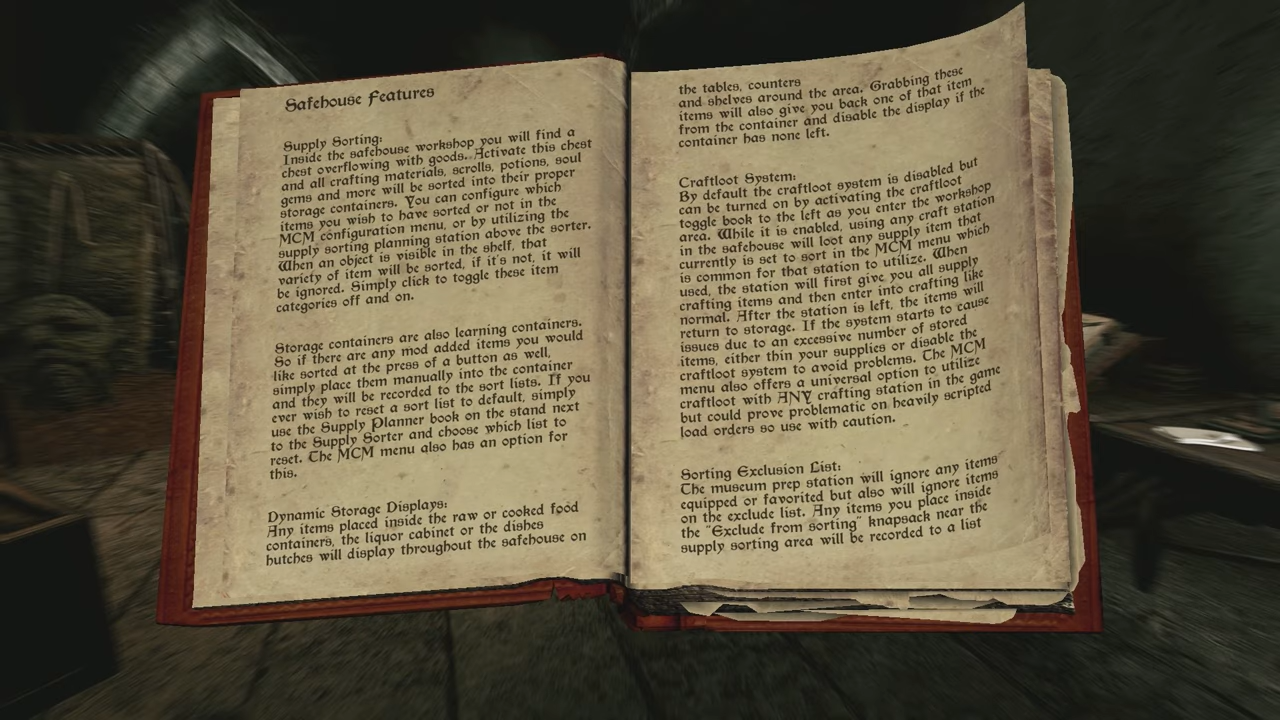 Safehouse Features
Supply Sorting:
Inside the safehouse workshop you will find a
chest overflowing with goods. Activate this chest
and all crafting materials, scrolls, potions, soul
gems and more will be sorted into their proper
storage containers. You can configure which
items you wish to have sorted or not in the
MCM configuration menu, or by utilizing the
supply sorting planning station above the sorter.
When an object is visible in the shelf, that
variety of item will be sorted, if it's not, it will
be ignored. Simply click to toggle these item
categories off and on.
Storage containers are also learning containers.
So if there are any mod added items you would
like sorted at the press of a button as well,
simply place them manually into the container
and they will be recorded to the sort lists. If you
ever wish to reset a sort list to default, simply
use the Supply Planner book on the stand next
to the Supply Sorter and choose which list to
reset. The MCM menu also has an option for
this.
Dynamic Storage Displays:
Any items placed inside the raw or cooked food
containers, the liquor cabinet or the dishes
hutches will display throughout the safehouse on
the tables, counters
and shelves around the area. Grabbing these
items will also give you back one of that item
from the container and disable the display if the
container has none left.
Craftloot System:
By default the craftloot system is disabled but
can be turned on by activating the craftloot
toggle book to the left as you enter the workshop
area. While it is enabled, using any craft station
in the safehouse will loot any supply item that
currently is set to sort in the MCM menu which
is common for that station to utilize. When
used, the station will first give you all supply
crafting items and then enter into crafting like
normal. After the station is left, the items will
return to storage. If the system starts to cause
issues due to an excessive number of stored
items, either thin your supplies or disable the
craftloot system to avoid problems. The MCM
menu also offers a universal option to utilize
craftloot with ANY crafting station in the game
but could prove problematic on heavily scripted
load orders so use with caution.
Sorting Exclusion List:
The museum prep station will ignore any items
equipped or favorited but also will ignore items
on the exclude list. Any items you place inside
the "Exclude from sorting" knapsack near the
supply sorting area will be recorded to a list